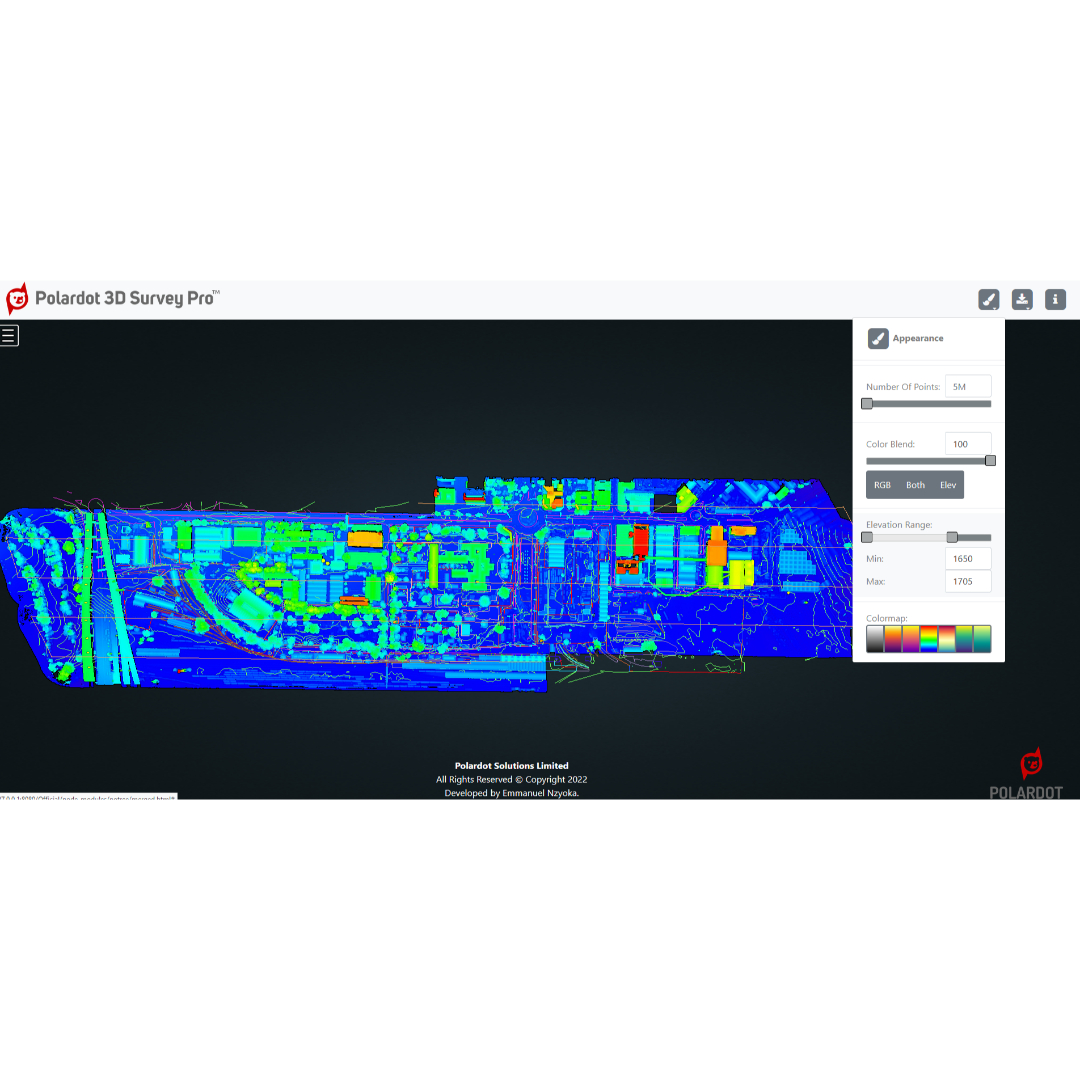 Polardot 3D Survey Pro™
Appearance
Number Of Points: 5M
Color Blend: 100
RGB Both Elev
Elevation Range:
Min: 1650
Max: 1705
Colormap:
Polardot Solutions Limited
All Rights Reserved © Copyright 2022
Developed by Emmanuel Nzyoka.
POLARDOT